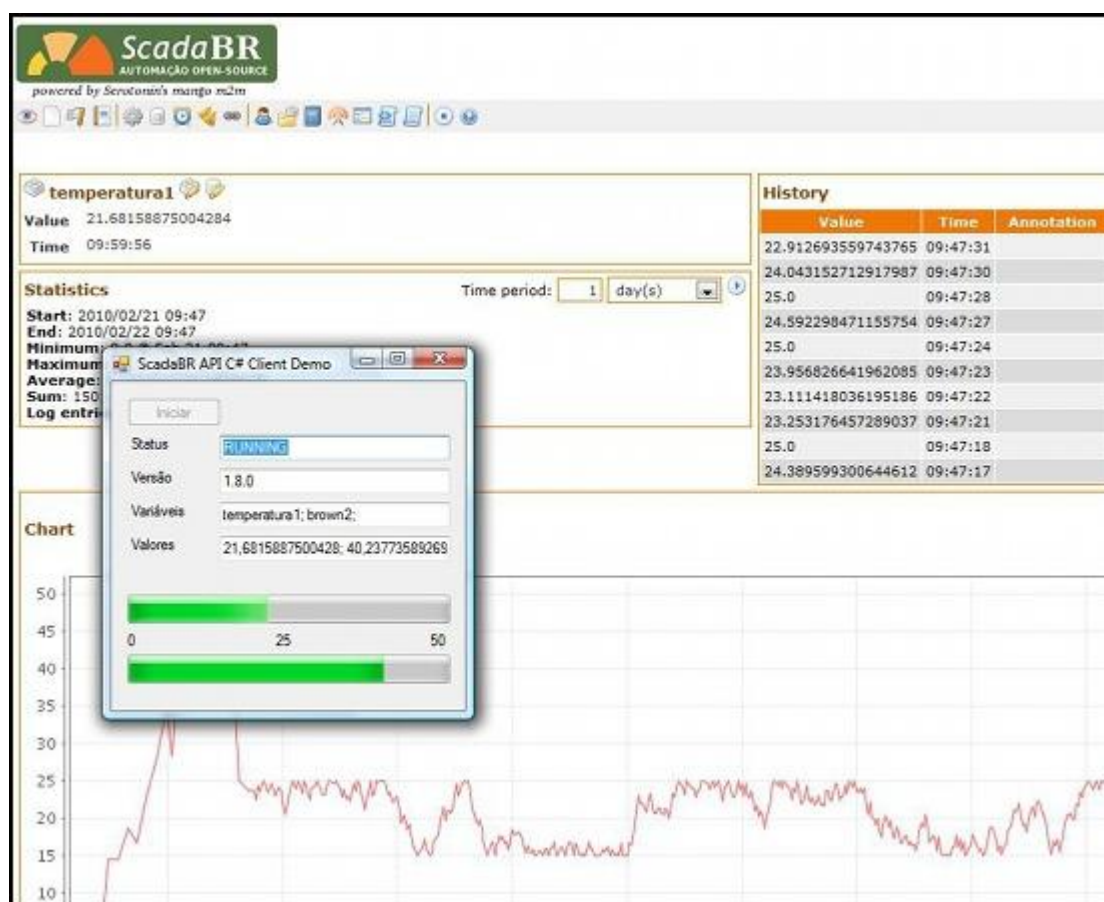 ScadaBR
AUTOMAÇÃO OPEN-SOURCE
powered by Serotonin's mango m2m
temperatura1
Value 21.68158875004284
Time 09:59:56
Statistics
Time period: 1 day(s)
Start: 2010/02/21 09:47
End: 2010/02/22 09:47
Minimum:
Maximum
Average:
Sum: 150
Log entri
History
Value Time Annotation
22.912693559743765 09:47:31
24.043152712917987 09:47:30
25.0 09:47:28
24.592298471155754 09:47:27
25.0 09:47:24
23.956826641962085 09:47:23
23.111418036195186 09:47:22
23.253176457289037 09:47:21
25.0 09:47:18
24.389599300644612 09:47:17
ScadaBR API C# Client Demo
Iniciar
Status RUNNING
Versão 1.8.0
Variáveis temperatura1; brown2;
Valores 21,6815887500428; 40,23773589269
0 25 50
Chart
50
45
40
35
30
25
20
15
10